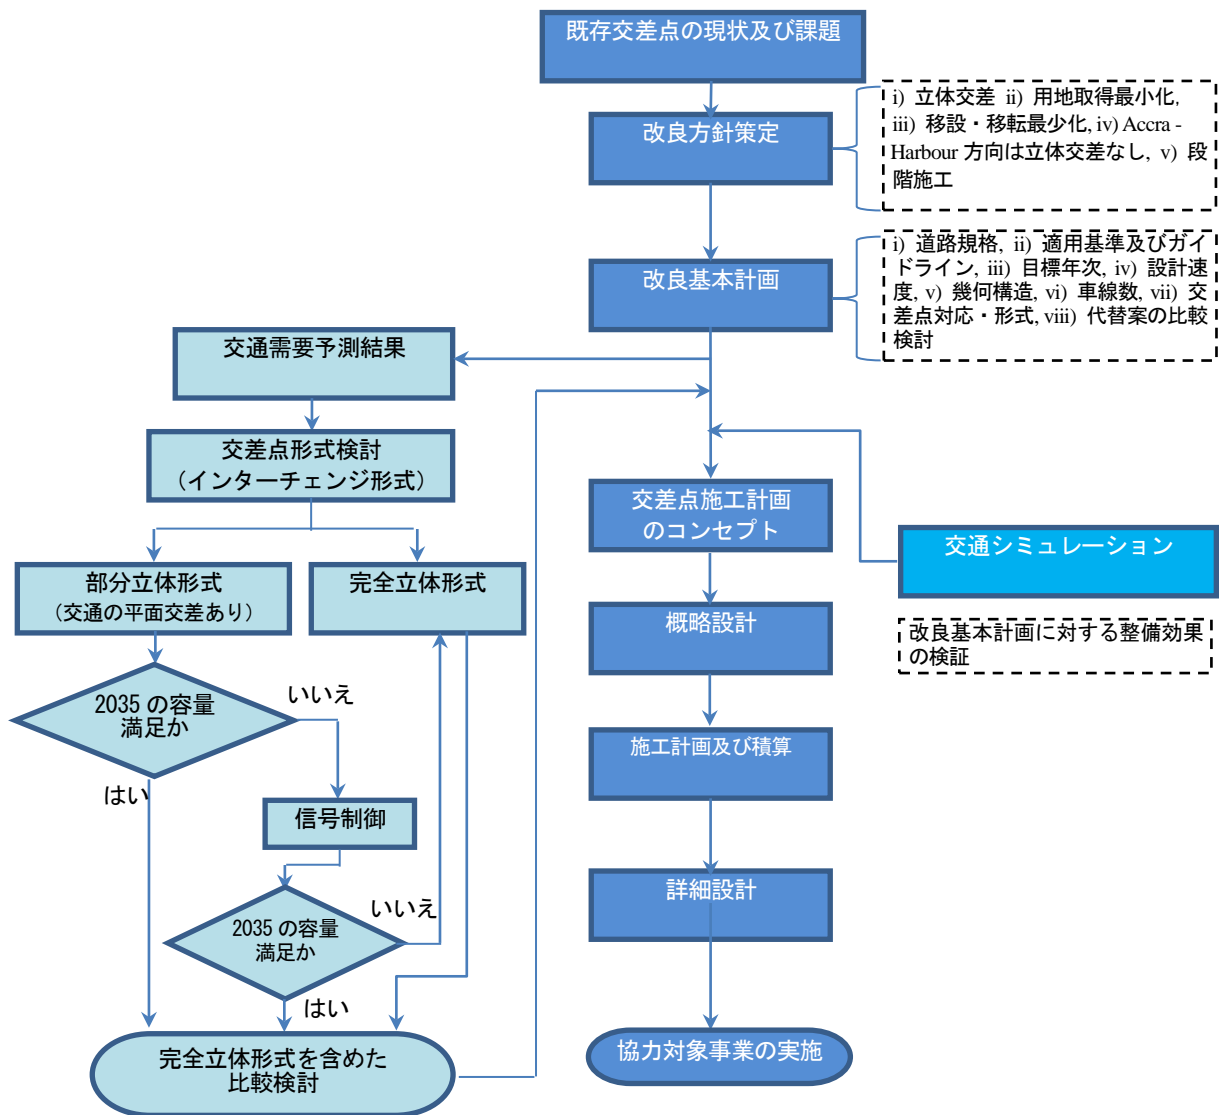 既存交差点の現状及び課題
改良方針策定
i) 立体交差 ii) 用地取得最小化,
iii) 移設・移転最少化, iv) Accra -
Harbour 方向は立体交差なし, v) 段
階施工
改良基本計画
i) 道路規格, ii) 適用基準及びガイ
ドライン, iii) 目標年次, iv) 設計速
度, v) 幾何構造, vi) 車線数, vii) 交
差点対応・形式, viii) 代替案の比較
検討
交通需要予測結果
交差点形式検討
（インターチェンジ形式）
部分立体形式
（交通の平面交差あり）
完全立体形式
2035 の容量
満足か
いいえ
はい
信号制御
2035 の容量
満足か
いいえ
はい
完全立体形式を含めた
比較検討
交差点施工計画
のコンセプト
交通シミュレーション
改良基本計画に対する整備効果
の検証
概略設計
施工計画及び積算
詳細設計
協力対象事業の実施